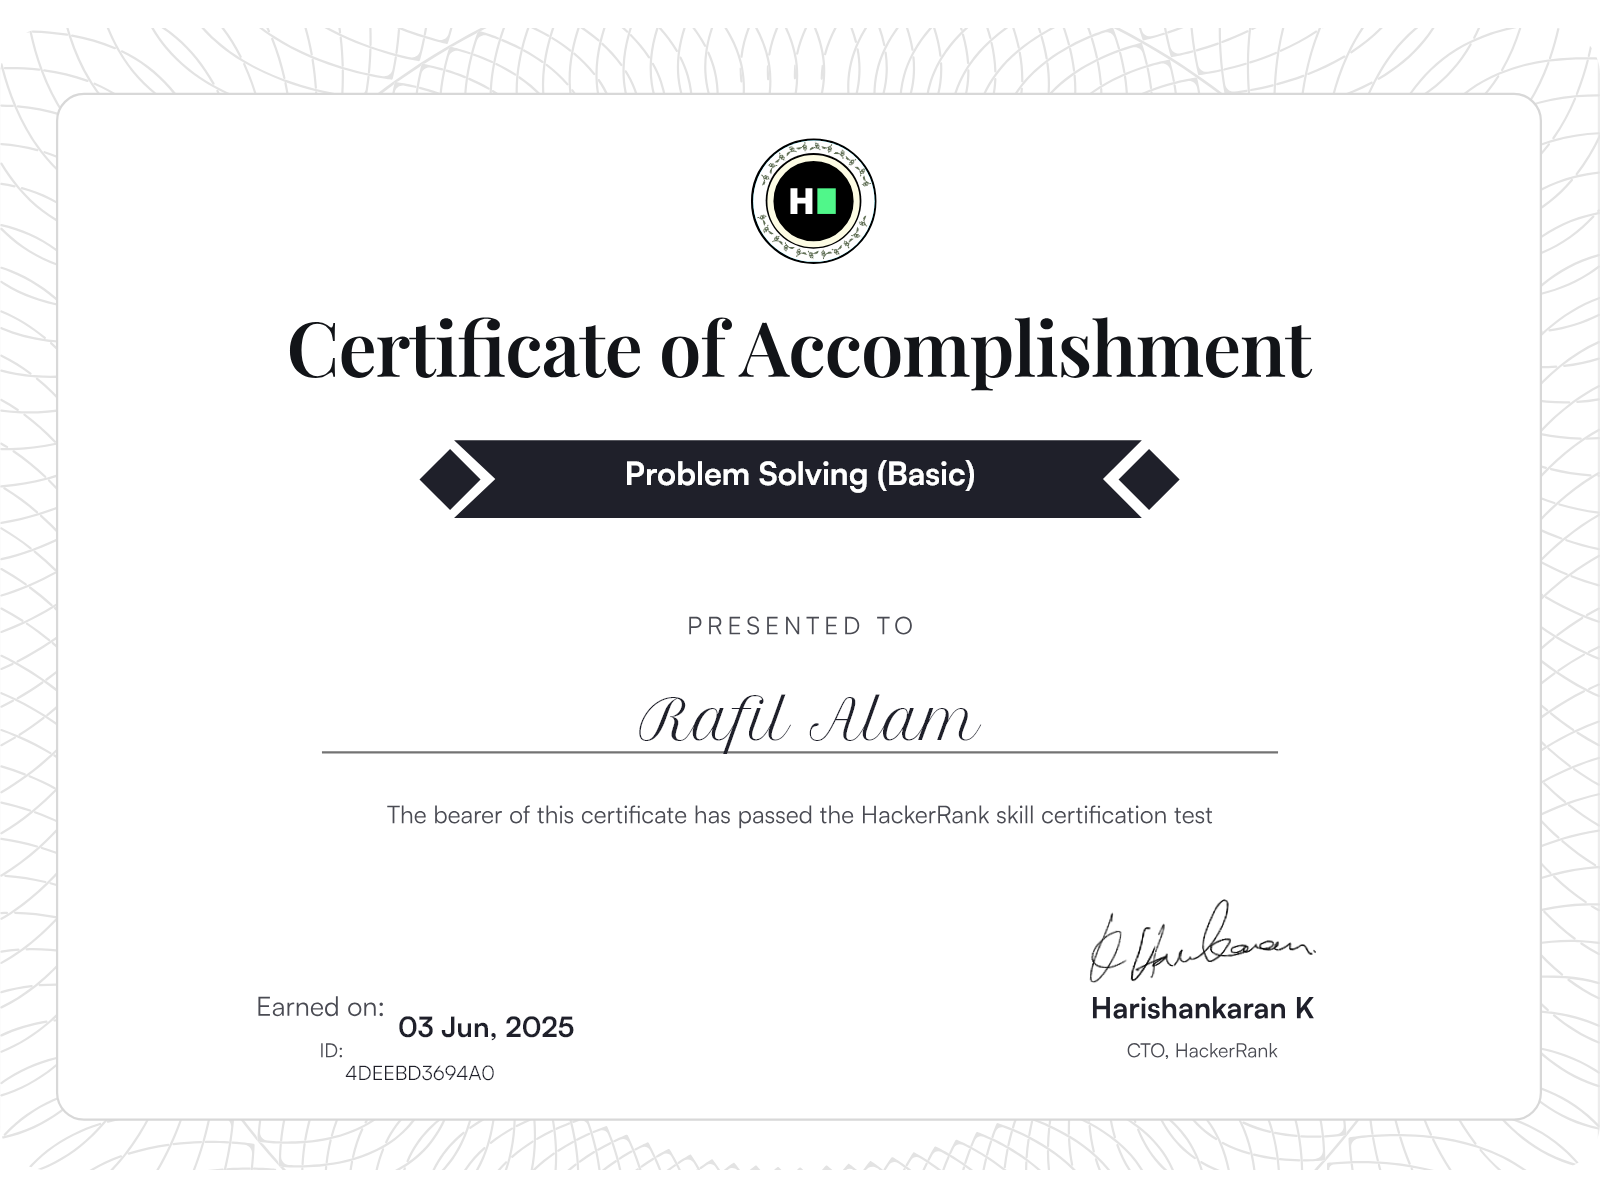 H
Certificate of Accomplishment
Problem Solving (Basic)
PRESENTED TO
Rafil Alam
The bearer of this certificate has passed the HackerRank skill certification test
Earned on:
03 Jun, 2025
ID:
4DEEBD3694A0
Harishankaran K
CTO, HackerRank